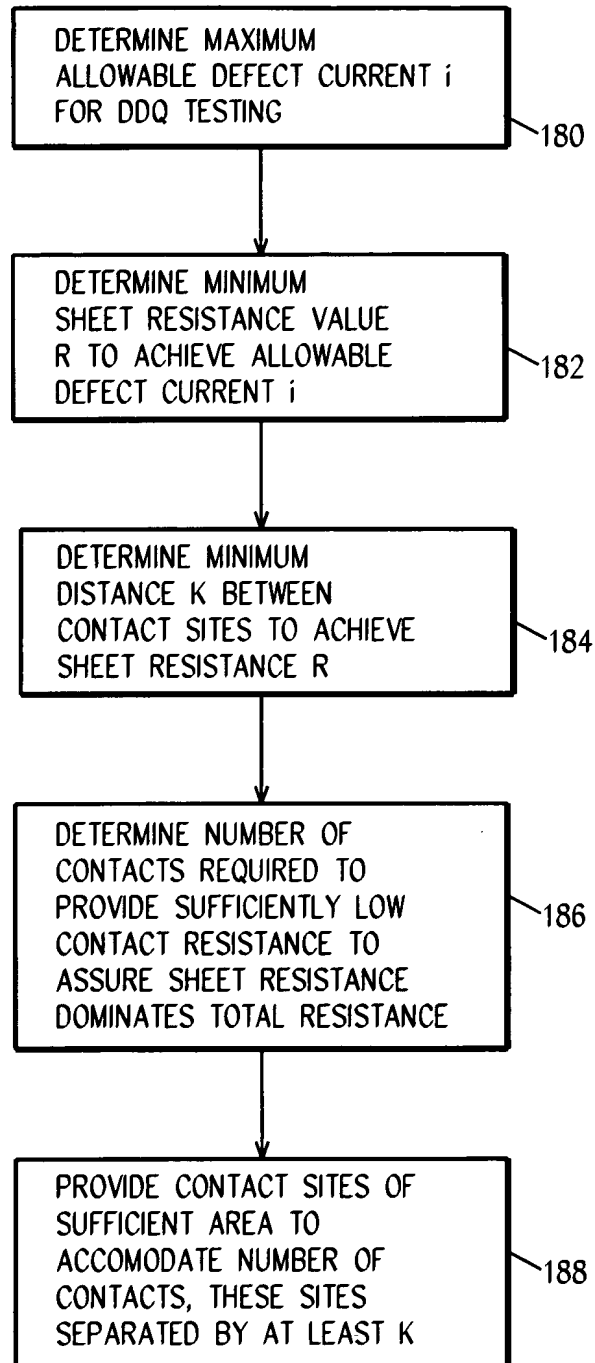 DETERMINE MAXIMUM
ALLOWABLE DEFECT CURRENT i
FOR DDQ TESTING
180
DETERMINE MINIMUM
SHEET RESISTANCE VALUE
R TO ACHIEVE ALLOWABLE
DEFECT CURRENT i
182
DETERMINE MINIMUM
DISTANCE K BETWEEN
CONTACT SITES TO ACHIEVE
SHEET RESISTANCE R
184
DETERMINE NUMBER OF
CONTACTS REQUIRED TO
PROVIDE SUFFICIENTLY LOW
CONTACT RESISTANCE TO
ASSURE SHEET RESISTANCE
DOMINATES TOTAL RESISTANCE
186
PROVIDE CONTACT SITES OF
SUFFICIENT AREA TO
ACCOMODATE NUMBER OF
CONTACTS, THESE SITES
SEPARATED BY AT LEAST K
188